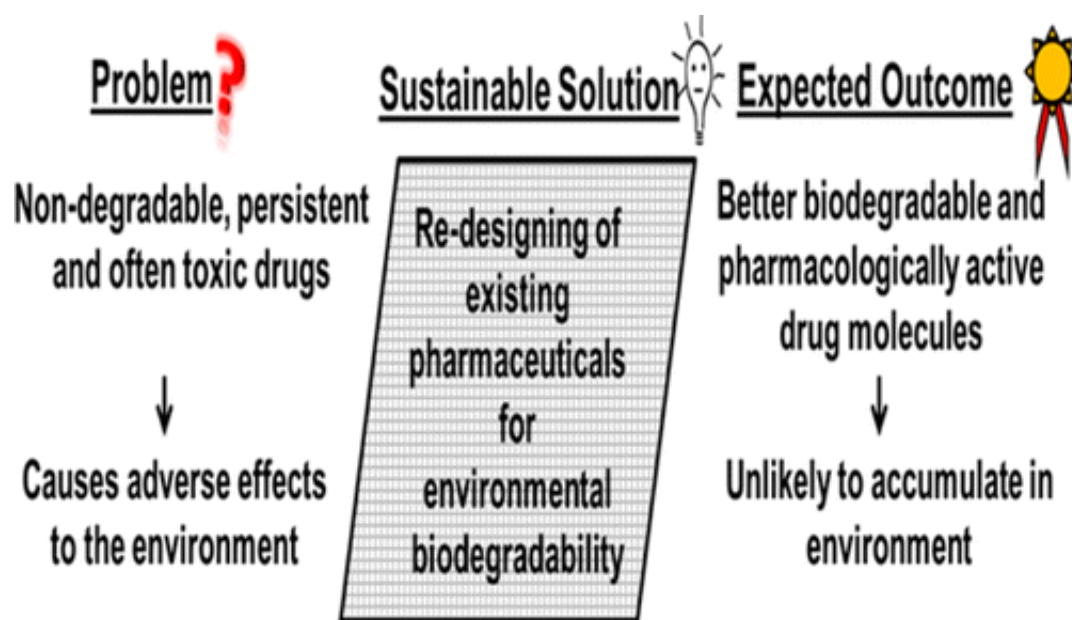 Problem?
Non-degradable, persistent
and often toxic drugs
Causes adverse effects
to the environment
Sustainable Solution
Re-designing of
existing
pharmaceuticals
for
environmental
biodegradability
Expected Outcome
Better biodegradable and
pharmacologically active
drug molecules
Unlikely to accumulate in
environment